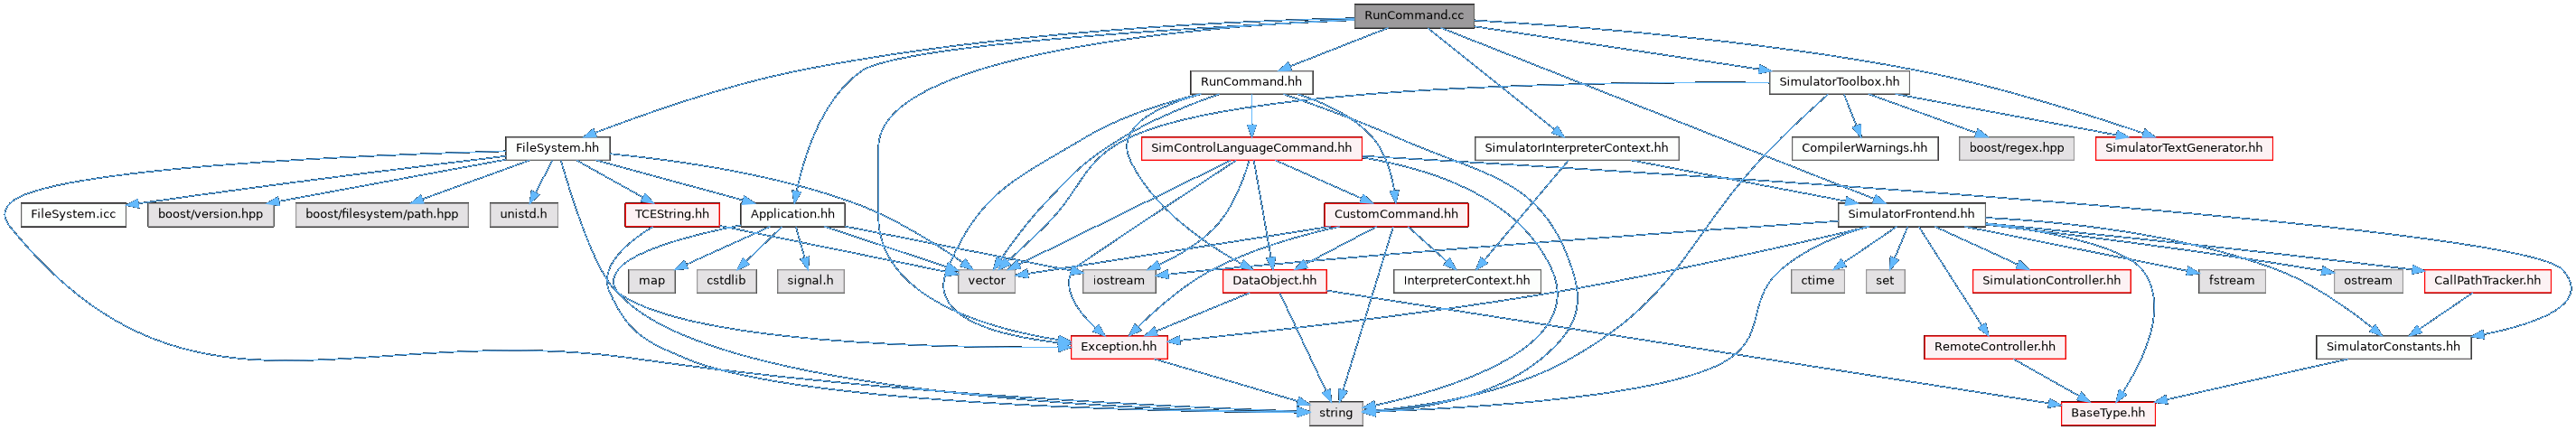 RunCommand.cc
RunCommand.hh
SimulatorToolbox.hh
FileSystem.hh
SimControlLanguageCommand.hh
SimulatorInterpreterContext.hh
CompilerWarnings.hh
boost/regex.hpp
SimulatorTextGenerator.hh
FileSystem.icc
boost/version.hpp
boost/filesystem/path.hpp
unistd.h
TCEString.hh
Application.hh
CustomCommand.hh
SimulatorFrontend.hh
map
cstdlib
signal.h
vector
iostream
DataObject.hh
InterpreterContext.hh
ctime
set
SimulationController.hh
fstream
ostream
CallPathTracker.hh
Exception.hh
RemoteController.hh
SimulatorConstants.hh
string
BaseType.hh